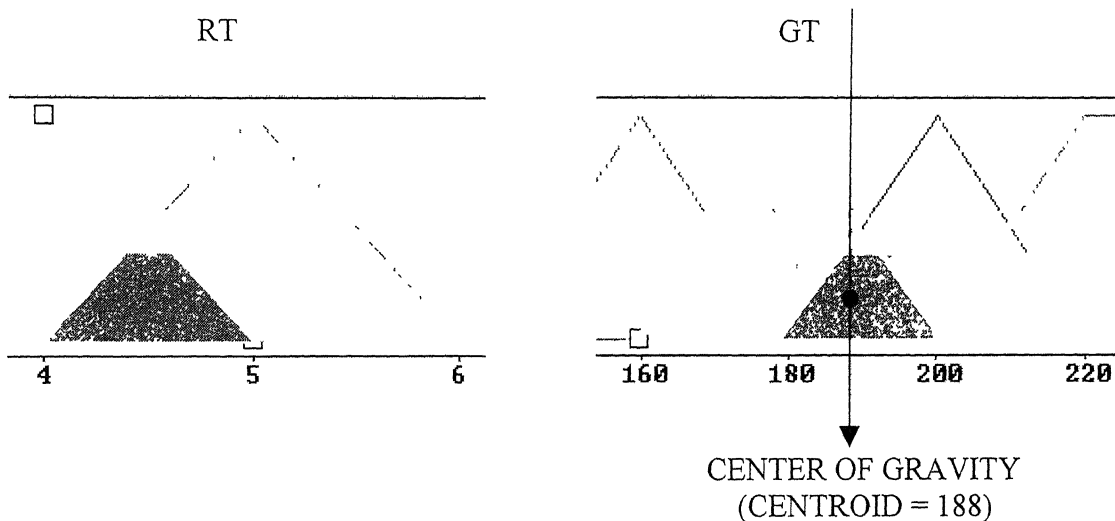 RT
GT
4 5 6
160 180 200 220
CENTER OF GRAVITY
(CENTROID = 188)